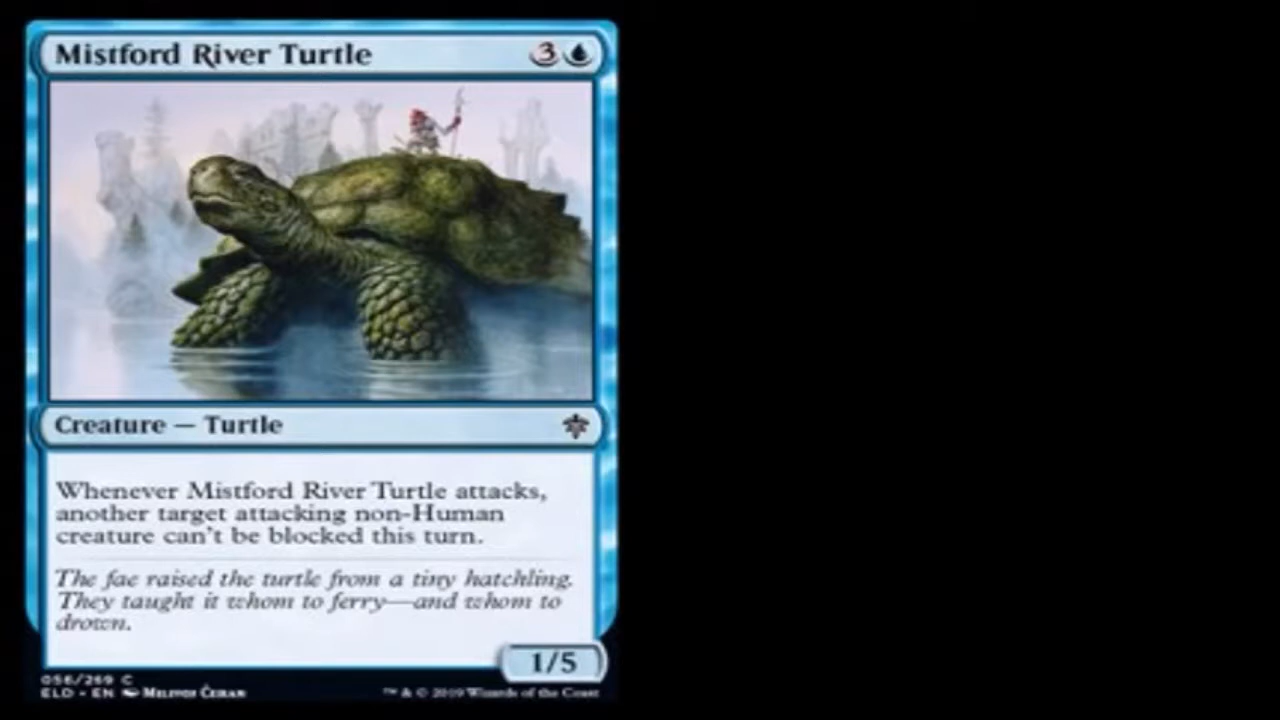 Mistford River Turtle 3
Creature — Turtle
Whenever Mistford River Turtle attacks,
another target attacking non-Human
creature can't be blocked this turn.
The fae raised the turtle from a tiny hatchling.
They taught it whom to ferry—and whom to
drown.
1/5
056/269 C
ELD • EN
™ & © 2019 Wizards of the Coast